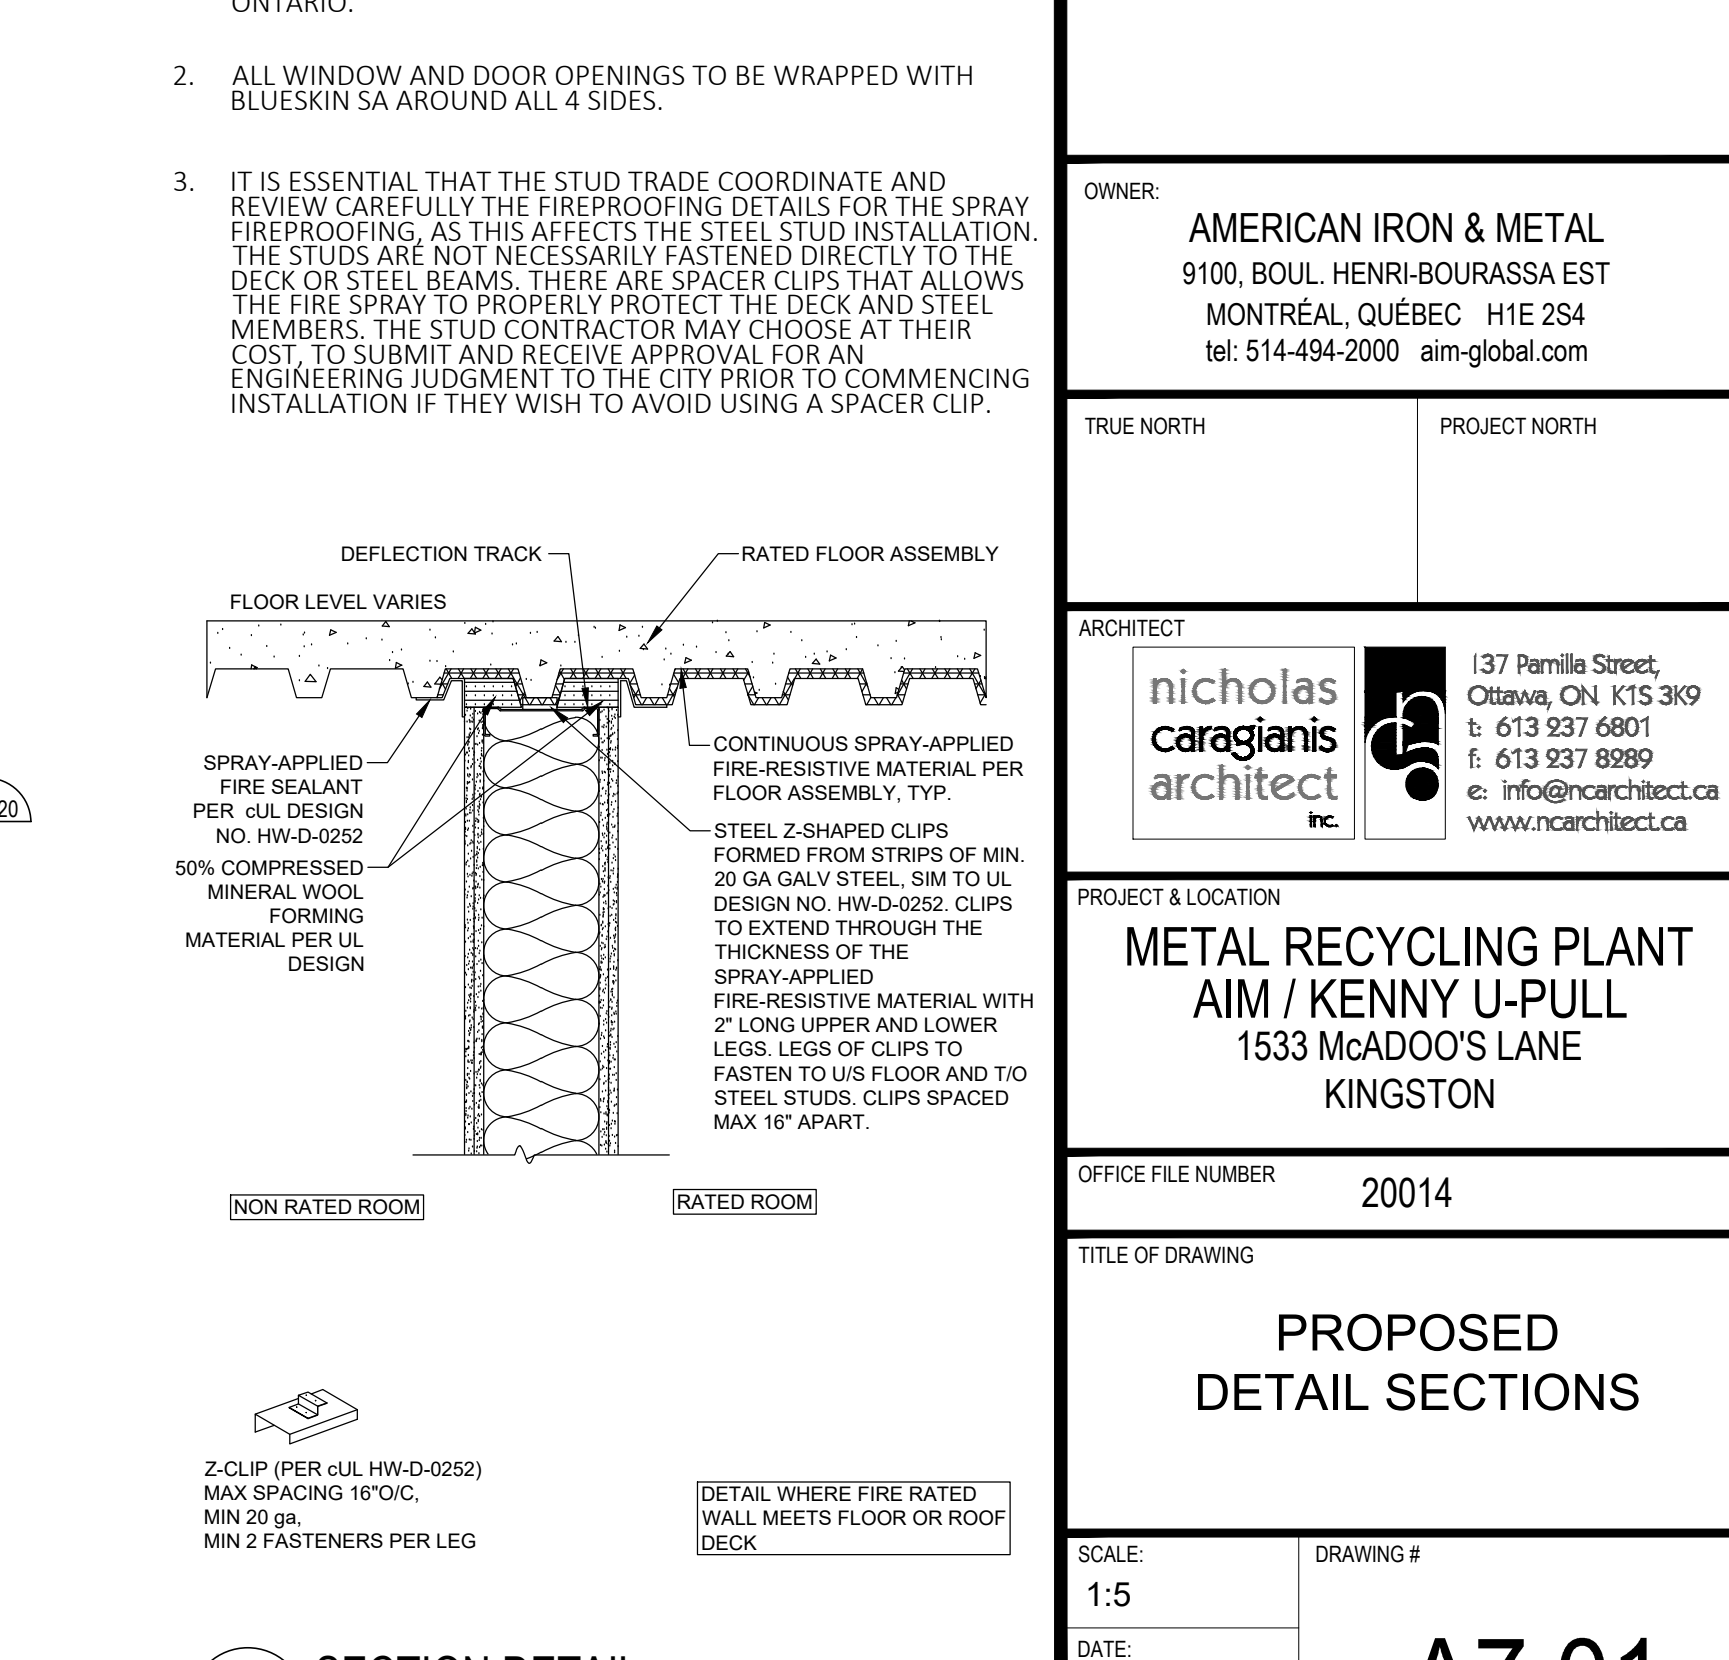 ONTARIO.
2. ALL WINDOW AND DOOR OPENINGS TO BE WRAPPED WITH
BLUESKIN SA AROUND ALL 4 SIDES.
3. IT IS ESSENTIAL THAT THE STUD TRADE COORDINATE AND
REVIEW CAREFULLY THE FIREPROOFING DETAILS FOR THE SPRAY
FIREPROOFING, AS THIS AFFECTS THE STEEL STUD INSTALLATION.
THE STUDS ARE NOT NECESSARILY FASTENED DIRECTLY TO THE
DECK OR STEEL BEAMS. THERE ARE SPACER CLIPS THAT ALLOWS
THE FIRE SPRAY TO PROPERLY PROTECT THE DECK AND STEEL
MEMBERS. THE STUD CONTRACTOR MAY CHOOSE AT THEIR
COST, TO SUBMIT AND RECEIVE APPROVAL FOR AN
ENGINEERING JUDGMENT TO THE CITY PRIOR TO COMMENCING
INSTALLATION IF THEY WISH TO AVOID USING A SPACER CLIP.
DEFLECTION TRACK
RATED FLOOR ASSEMBLY
FLOOR LEVEL VARIES
SPRAY-APPLIED
FIRE SEALANT
PER cUL DESIGN
NO. HW-D-0252
50% COMPRESSED
MINERAL WOOL
FORMING
MATERIAL PER UL
DESIGN
CONTINUOUS SPRAY-APPLIED
FIRE-RESISTIVE MATERIAL PER
FLOOR ASSEMBLY, TYP.
STEEL Z-SHAPED CLIPS
FORMED FROM STRIPS OF MIN.
20 GA GALV STEEL, SIM TO UL
DESIGN NO. HW-D-0252. CLIPS
TO EXTEND THROUGH THE
THICKNESS OF THE
SPRAY-APPLIED
FIRE-RESISTIVE MATERIAL WITH
2" LONG UPPER AND LOWER
LEGS. LEGS OF CLIPS TO
FASTEN TO U/S FLOOR AND T/O
STEEL STUDS. CLIPS SPACED
MAX 16" APART.
20
NON RATED ROOM
RATED ROOM
Z-CLIP (PER cUL HW-D-0252)
MAX SPACING 16"O/C,
MIN 20 ga,
MIN 2 FASTENERS PER LEG
DETAIL WHERE FIRE RATED
WALL MEETS FLOOR OR ROOF
DECK
SECTION DETAIL
OWNER:
AMERICAN IRON & METAL
9100, BOUL. HENRI-BOURASSA EST
MONTRÉAL, QUÉBEC H1E 2S4
tel: 514-494-2000 aim-global.com
TRUE NORTH
PROJECT NORTH
ARCHITECT
nicholas
caragianis
architect
inc.
137 Pamilla Street,
Ottawa, ON K1S 3K9
t: 613 237 6801
f: 613 237 8289
e: info@ncarchitect.ca
www.ncarchitect.ca
PROJECT & LOCATION
METAL RECYCLING PLANT
AIM / KENNY U-PULL
1533 McADOO'S LANE
KINGSTON
OFFICE FILE NUMBER
20014
TITLE OF DRAWING
PROPOSED
DETAIL SECTIONS
SCALE:
1:5
DRAWING #
DATE: